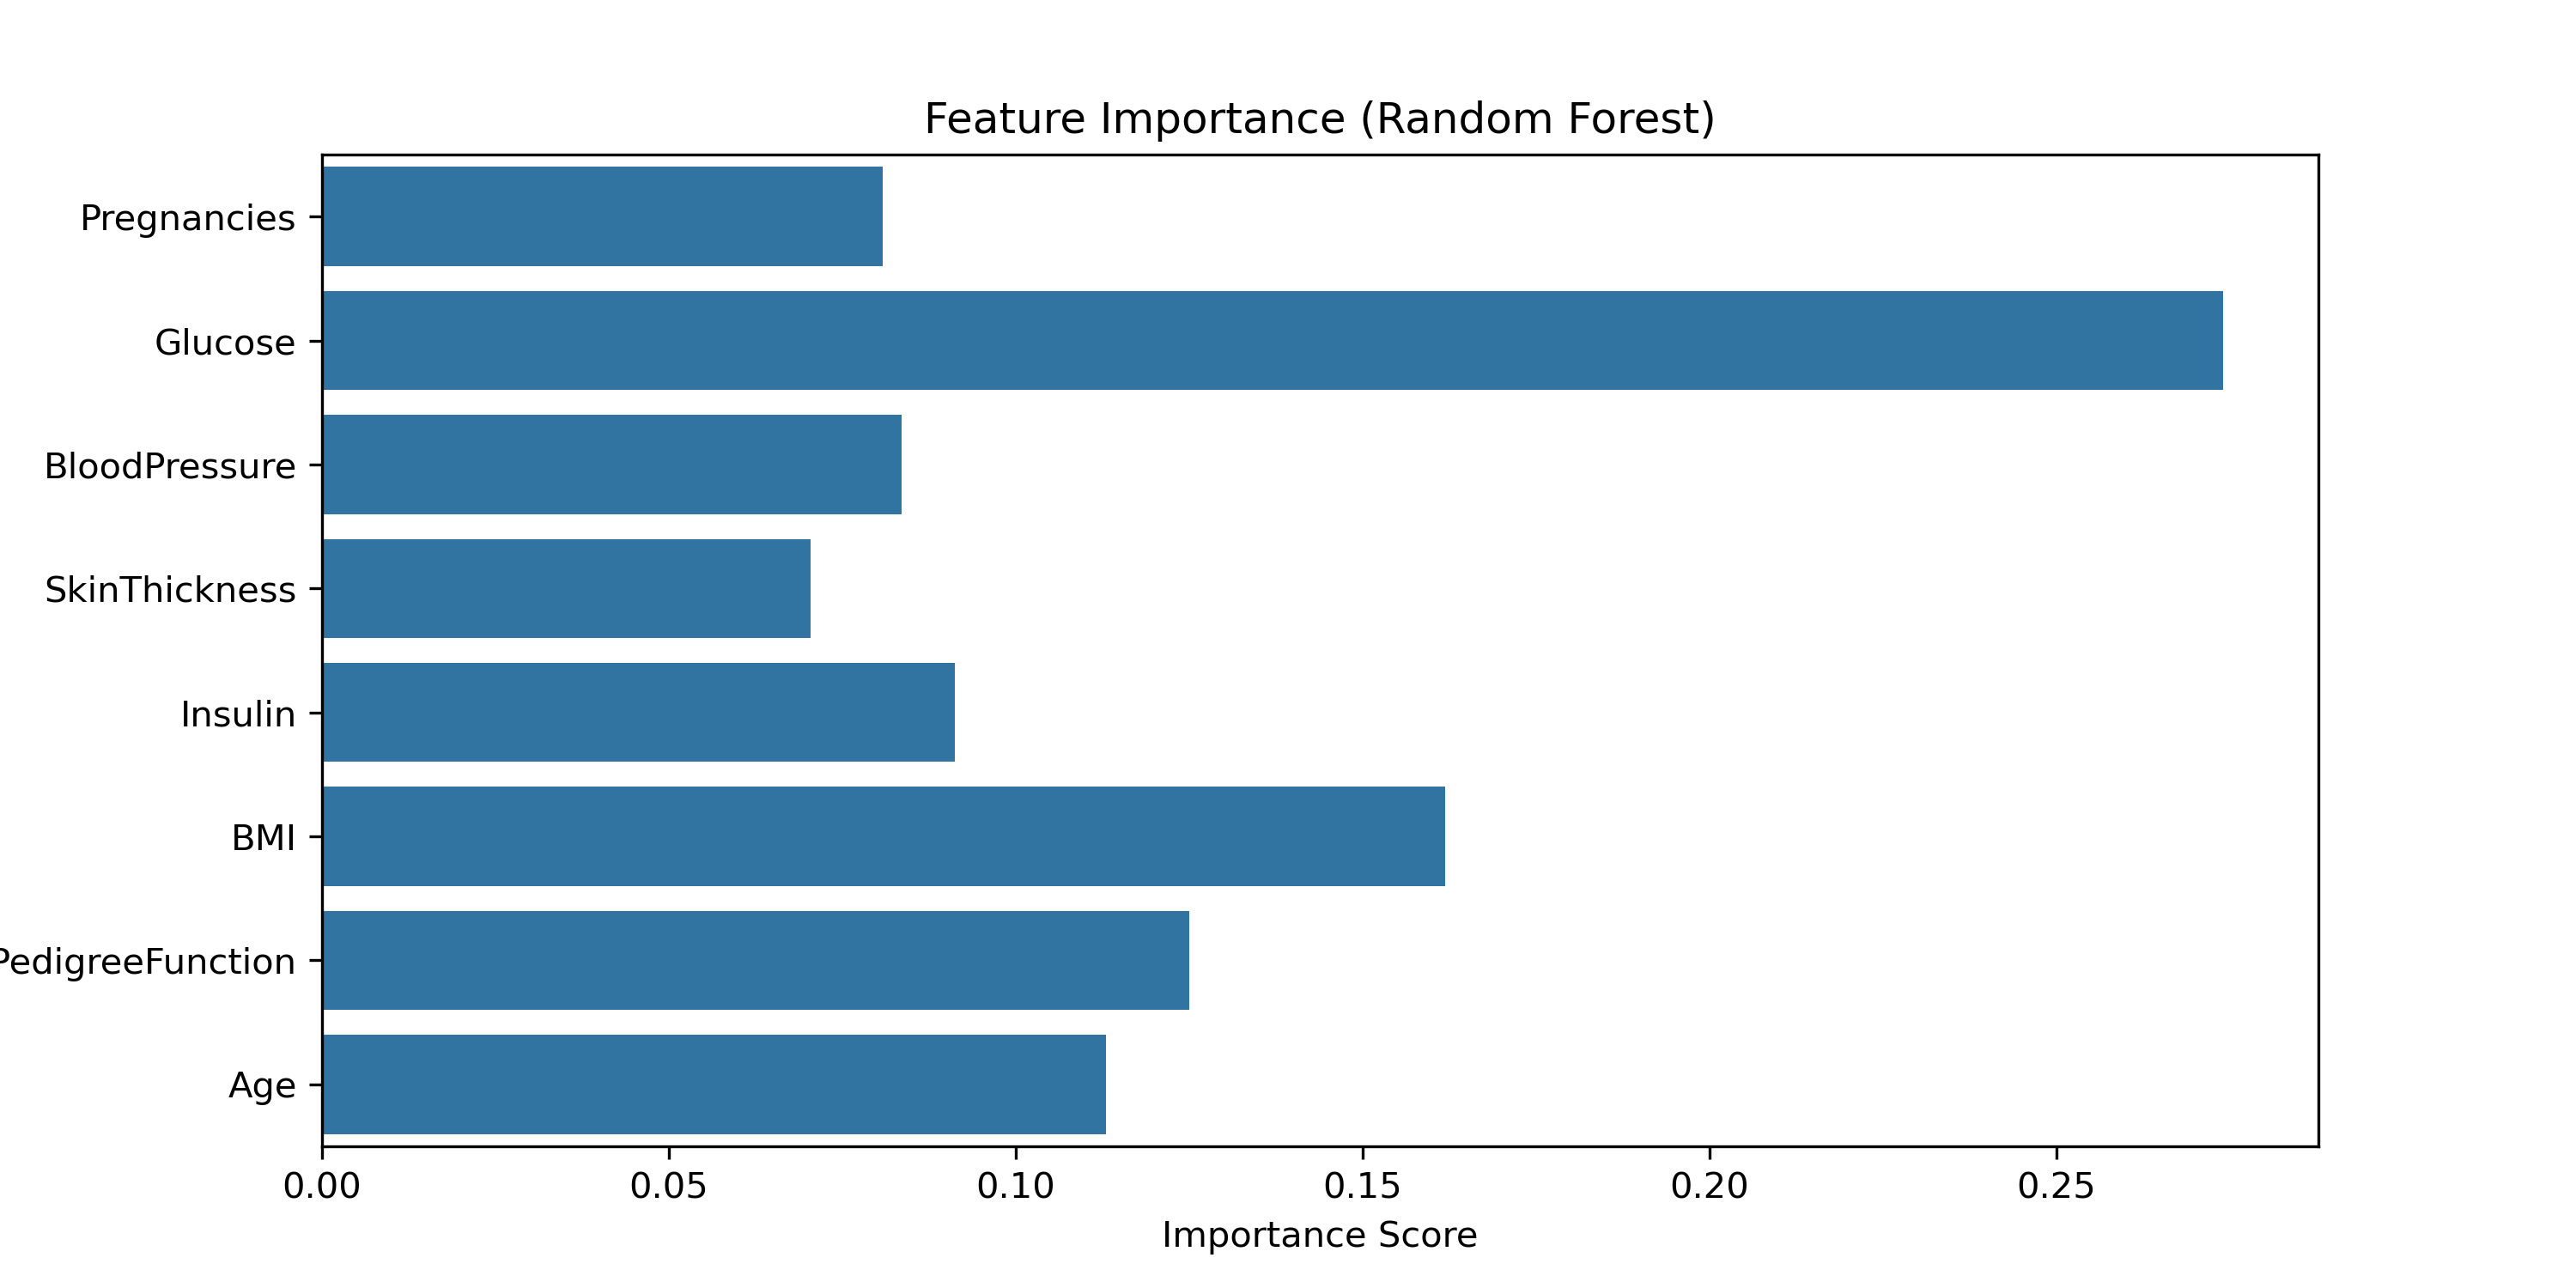 Feature Importance (Random Forest)
Pregnancies
Glucose
BloodPressure
SkinThickness
Insulin
BMI
PedigreeFunction
Age
0.00 0.05 0.10 0.15 0.20 0.25
Importance Score